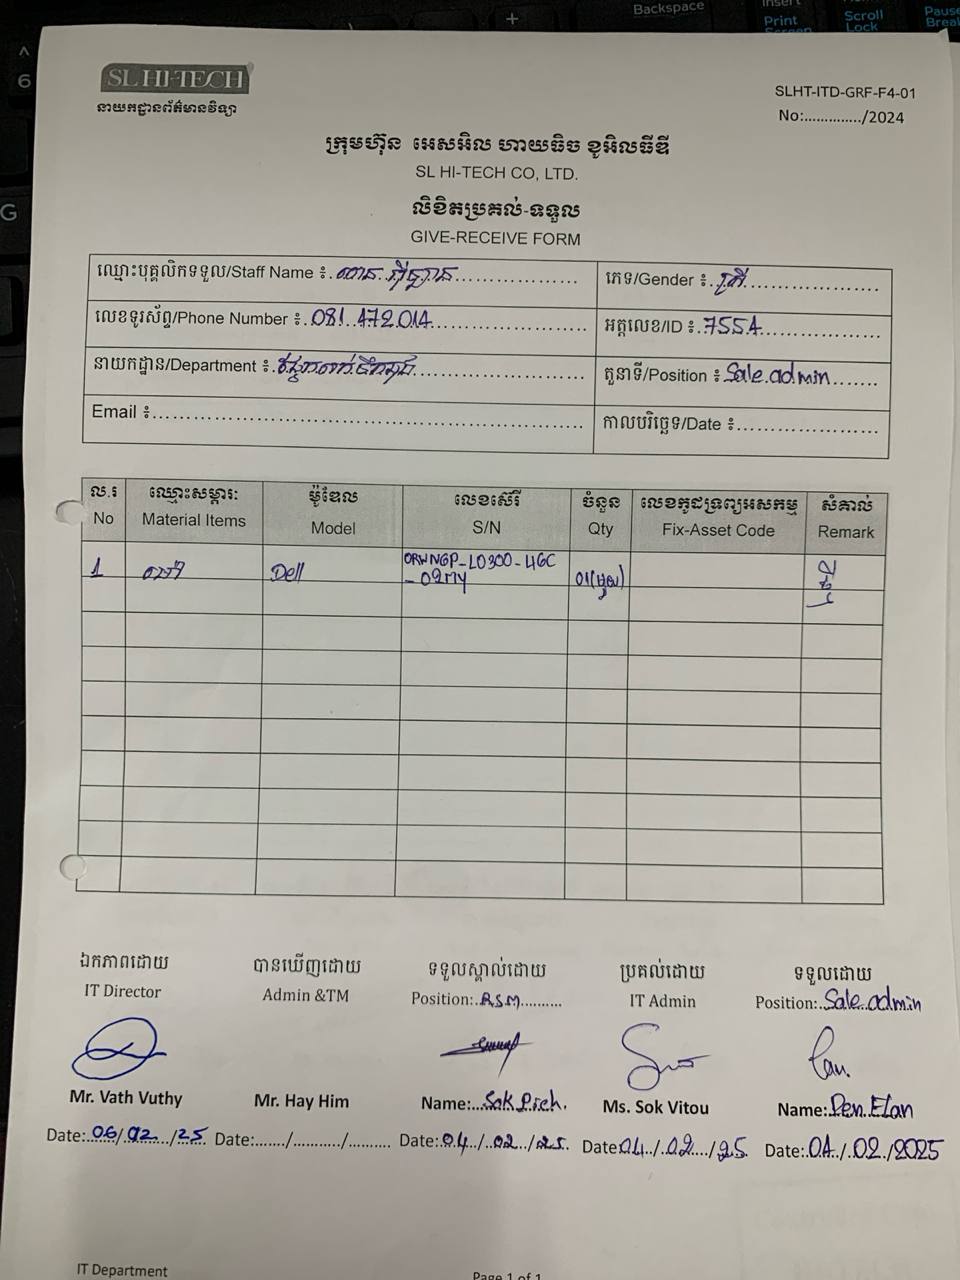 Backspace
Insert
Print
Screen
Scroll
Lock
Pause
Break
6
G
SL HI-TECH
នាយកដ្ឋានព័ត៌មានវិទ្យា
SLHT-ITD-GRF-F4-01
No:............../2024
ក្រុមហ៊ុន អេសអិល ហាយធិច ខូអិលធីឌី
SL HI-TECH CO, LTD.
លិខិតប្រគល់-ទទួល
GIVE-RECEIVE FORM
ឈ្មោះបុគ្គលិកទទួល/Staff Name ៖
ភេទ/Gender ៖ ស្រី
លេខទូរស័ព្ទ/Phone Number ៖ 081.472.014
អត្តលេខ/ID ៖ 7554
នាយកដ្ឋាន/Department ៖
តួនាទី/Position ៖ Sale.admin
Email ៖
កាលបរិច្ឆេទ/Date ៖
ល.រ ឈ្មោះសម្ភារៈ ម៉ូឌែល លេខស៊េរី ចំនួន លេខកូដទ្រព្យអសកម្ម សំគាល់
No Material Items Model S/N Qty Fix-Asset Code Remark
1 Dell 0RWNGP-L0300-4GC 01(មួយ)
ឯកភាពដោយ បានឃើញដោយ ទទួលស្គាល់ដោយ ប្រគល់ដោយ ទទួលដោយ
IT Director Admin &TM Position: R.S.M IT Admin Position: Sale.admin
Mr. Vath Vuthy Mr. Hay Him Name: Sok Pich. Ms. Sok Vitou Name: Pen.Elan
Date: 06/02/25 Date:......./.........../......... Date: 04/02/25 Date: 04/02/25 Date: 04/02/2025
IT Department
Page 1 of 1